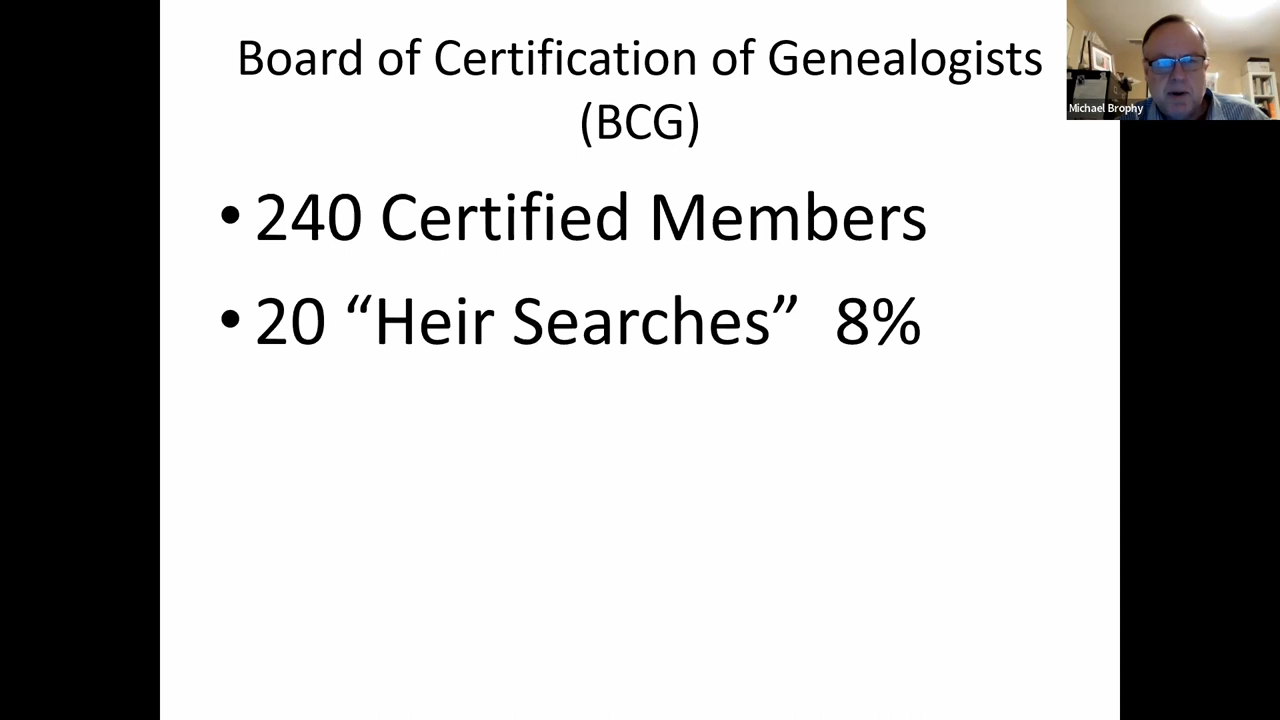 Board of Certification of Genealogists
(BCG)
Michael Brophy
• 240 Certified Members
• 20 “Heir Searches”  8%